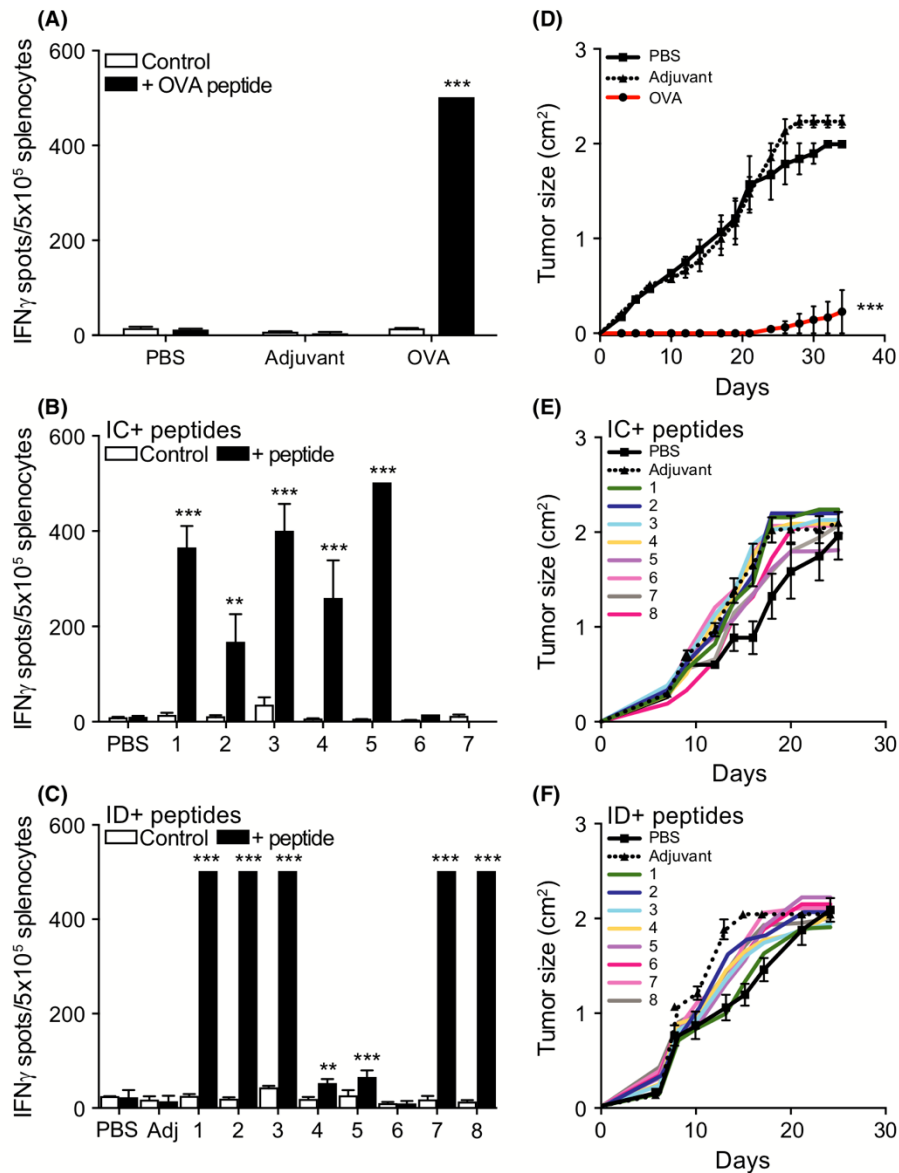 (A)
IFNγ spots/5x10⁵ splenocytes
600
400
200
0
Control
+ OVA peptide
***
PBS Adjuvant OVA
(D)
Tumor size (cm²)
3
2
1
0
PBS
Adjuvant
OVA
***
0 10 20 30 40
Days
(B)
IFNγ spots/5x10⁵ splenocytes
600
400
200
0
IC+ peptides
Control + peptide
*** ** *** *** ***
PBS 1 2 3 4 5 6 7
(E)
Tumor size (cm²)
3
2
1
0
IC+ peptides
PBS
Adjuvant
1
2
3
4
5
6
7
8
0 10 20 30
Days
(C)
IFNγ spots/5x10⁵ splenocytes
600
400
200
0
ID+ peptides
Control + peptide
*** *** *** ** *** *** ***
PBS Adj 1 2 3 4 5 6 7 8
(F)
Tumor size (cm²)
3
2
1
0
ID+ peptides
PBS
Adjuvant
1
2
3
4
5
6
7
8
0 10 20 30
Days